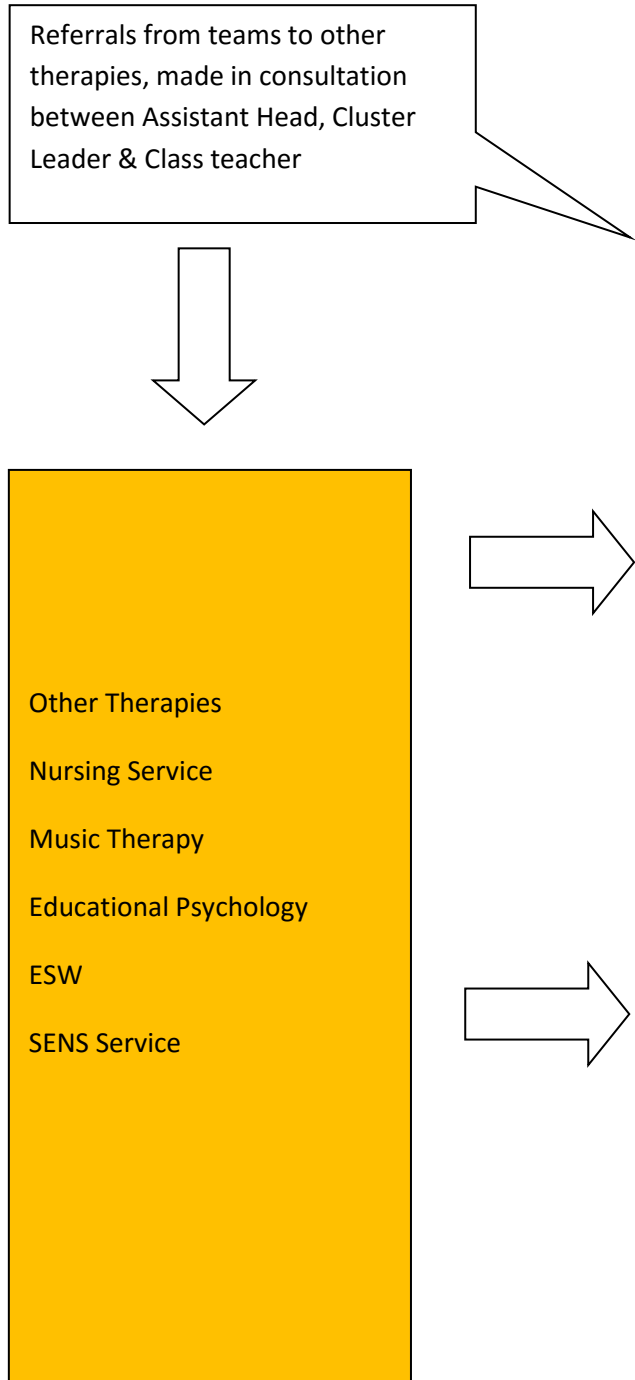 Referrals from teams to other
therapies, made in consultation
between Assistant Head, Cluster
Leader & Class teacher
Other Therapies
Nursing Service
Music Therapy
Educational Psychology
ESW
SENS Service